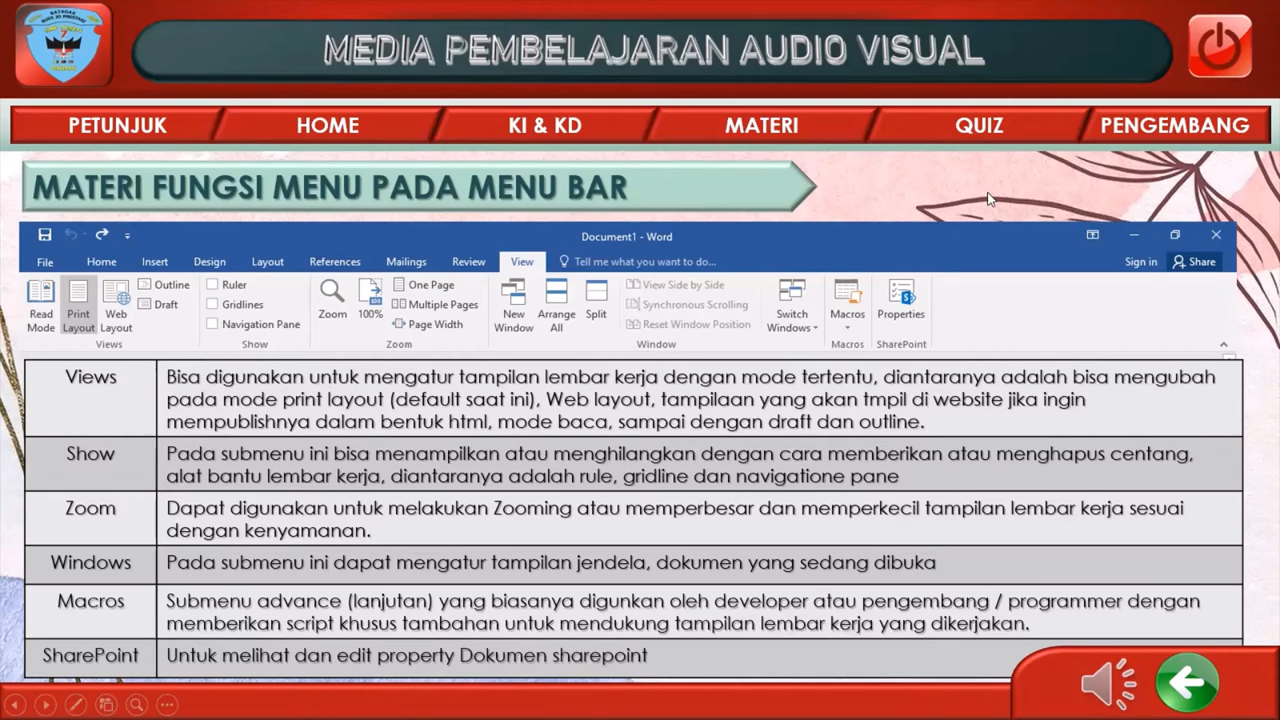 MEDIA PEMBELAJARAN AUDIO VISUAL
PETUNJUK HOME KI & KD MATERI QUIZ PENGEMBANG
MATERI FUNGSI MENU PADA MENU BAR
Document1 - Word
File Home Insert Design Layout References Mailings Review View Tell me what you want to do... Sign in Share
Read Mode
Print Layout
Web Layout
Outline
Draft
Views
Ruler
Gridlines
Navigation Pane
Show
Zoom
100%
One Page
Multiple Pages
Page Width
Zoom
New Window
Arrange All
Split
View Side by Side
Synchronous Scrolling
Reset Window Position
Window
Switch Windows
Macros
Macros
Properties
SharePoint
Views Bisa digunakan untuk mengatur tampilan lembar kerja dengan mode tertentu, diantaranya adalah bisa mengubah
pada mode print layout (default saat ini), Web layout, tampilaan yang akan tmpil di website jika ingin
mempublishnya dalam bentuk html, mode baca, sampai dengan draft dan outline.
Show Pada submenu ini bisa menampilkan atau menghilangkan dengan cara memberikan atau menghapus centang,
alat bantu lembar kerja, diantaranya adalah rule, gridline dan navigatione pane
Zoom Dapat digunakan untuk melakukan Zooming atau memperbesar dan memperkecil tampilan lembar kerja sesuai
dengan kenyamanan.
Windows Pada submenu ini dapat mengatur tampilan jendela, dokumen yang sedang dibuka
Macros Submenu advance (lanjutan) yang biasanya digunkan oleh developer atau pengembang / programmer dengan
memberikan script khusus tambahan untuk mendukung tampilan lembar kerja yang dikerjakan.
SharePoint Untuk melihat dan edit property Dokumen sharepoint